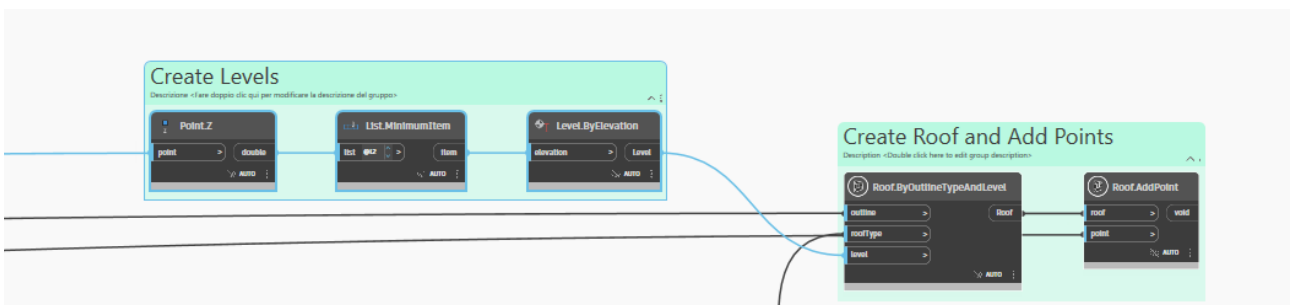 Create Levels
Descrizione <Fare doppio clic qui per modificare la descrizione del gruppo>
Point.Z
point > double
AUTO
List.MinimumItem
list @L2 > item
AUTO
Level.ByElevation
elevation > Level
AUTO
Create Roof and Add Points
Description <Double click here to edit group description>
Roof.ByOutlineTypeAndLevel
outline > Roof
roofType >
level >
AUTO
Roof.AddPoint
roof > void
point >
AUTO